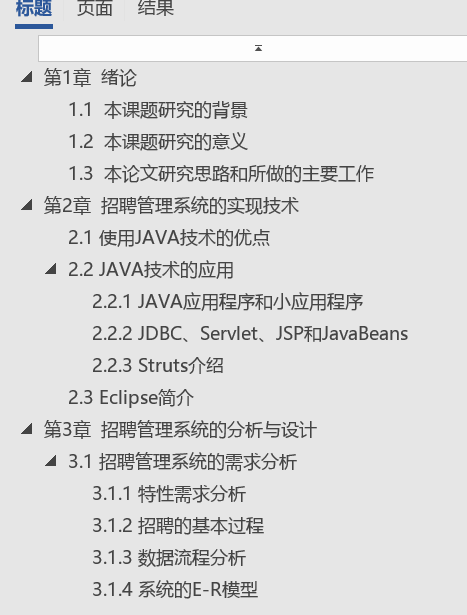 标题 页面 结果
第1章 绪论
1.1 本课题研究的背景
1.2 本课题研究的意义
1.3 本论文研究思路和所做的主要工作
第2章 招聘管理系统的实现技术
2.1 使用JAVA技术的优点
2.2 JAVA技术的应用
2.2.1 JAVA应用程序和小应用程序
2.2.2 JDBC、Servlet、JSP和JavaBeans
2.2.3 Struts介绍
2.3 Eclipse简介
第3章 招聘管理系统的分析与设计
3.1 招聘管理系统的需求分析
3.1.1 特性需求分析
3.1.2 招聘的基本过程
3.1.3 数据流程分析
3.1.4 系统的E-R模型